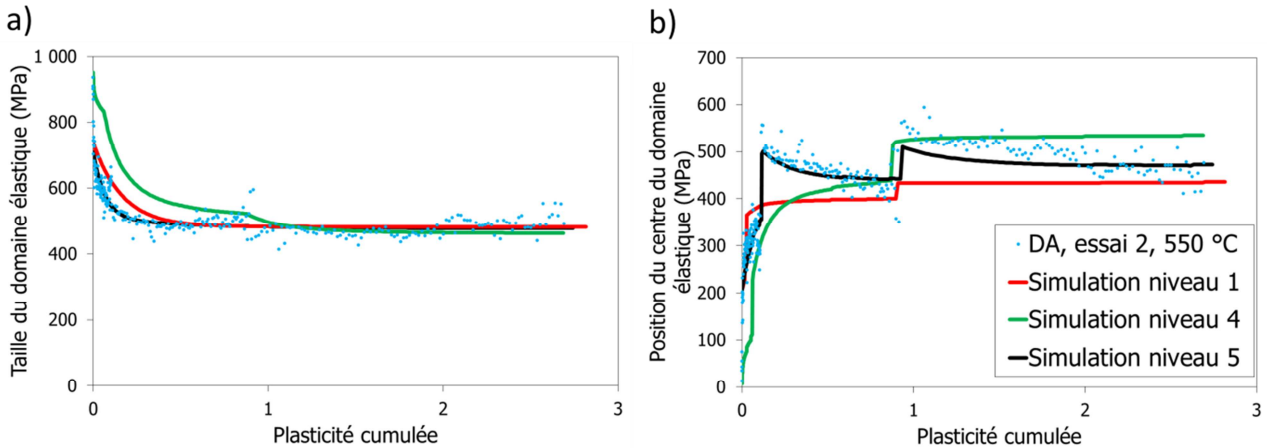 a)
Taille du domaine élastique (MPa)
1 000
800
600
400
200
0
0
1
2
3
Plasticité cumulée
b)
Position du centre du domaine
élastique (MPa)
700
600
500
400
300
200
100
0
0
1
2
3
Plasticité cumulée
DA, essai 2, 550 °C
Simulation niveau 1
Simulation niveau 4
Simulation niveau 5